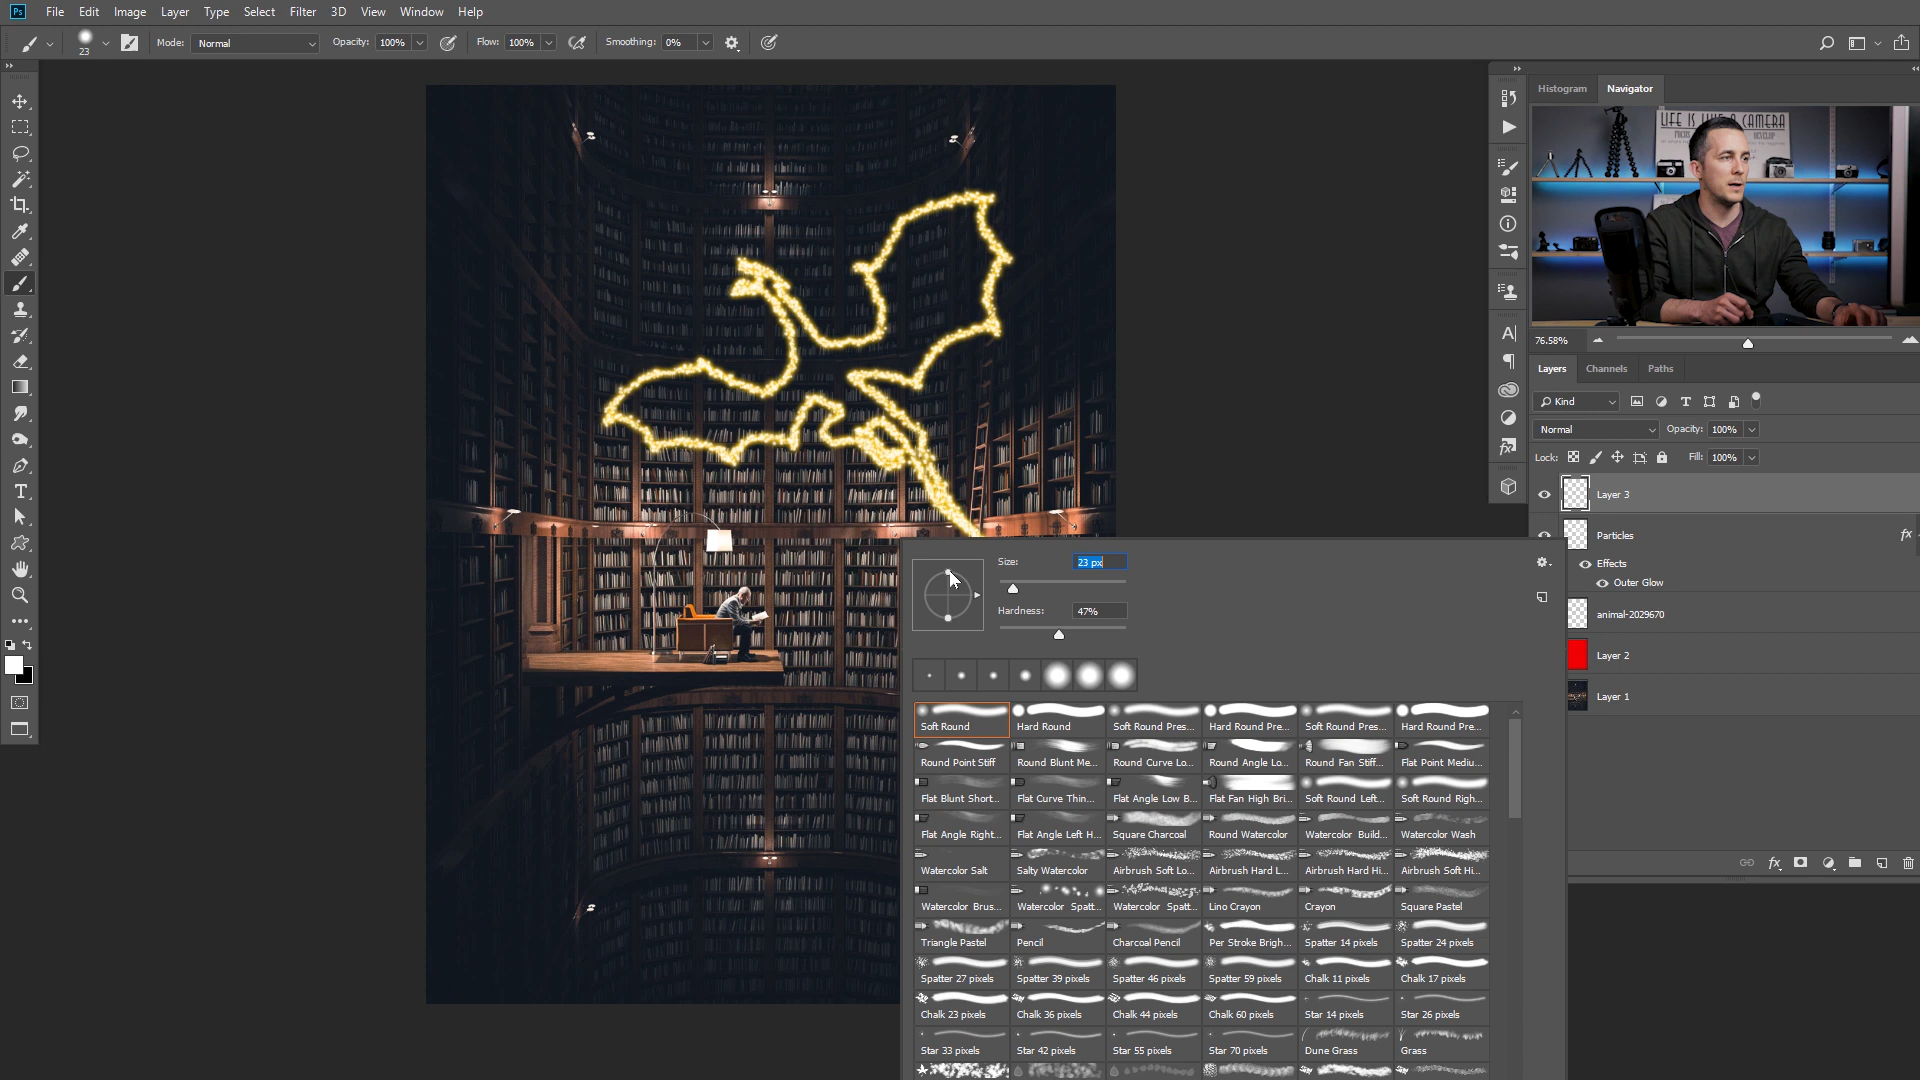 Ps File Edit Image Layer Type Select Filter 3D View Window Help
23 Mode: Normal Opacity: 100% Flow: 100% Smoothing: 0%
Histogram Navigator
LIFE IS LIKE A CAMERA
76.58%
Layers Channels Paths
Kind
Normal Opacity: 100%
Lock: Fill: 100%
Layer 3
Particles fx
Effects
Outer Glow
animal-2029670
Layer 2
Layer 1
Size: 23 px
Hardness: 47%
Soft Round Hard Round Soft Round Pres... Hard Round Pre... Soft Round Pres... Hard Round Pre...
Round Point Stiff Round Blunt Me... Round Curve Lo... Round Angle Lo... Round Fan Stiff... Flat Point Mediu...
Flat Blunt Short... Flat Curve Thin... Flat Angle Low B... Flat Fan High Bri... Soft Round Left... Soft Round Righ...
Flat Angle Right... Flat Angle Left H... Square Charcoal Round Watercolor Watercolor Build... Watercolor Wash
Watercolor Salt Salty Watercolor Airbrush Soft Lo... Airbrush Hard L... Airbrush Hard Hi... Airbrush Soft Hi...
Watercolor Brus... Watercolor Spatt... Watercolor Spatt... Lino Crayon Crayon Square Pastel
Triangle Pastel Pencil Charcoal Pencil Per Stroke Brigh... Spatter 14 pixels Spatter 24 pixels
Spatter 27 pixels Spatter 39 pixels Spatter 46 pixels Spatter 59 pixels Chalk 11 pixels Chalk 17 pixels
Chalk 23 pixels Chalk 36 pixels Chalk 44 pixels Chalk 60 pixels Star 14 pixels Star 26 pixels
Star 33 pixels Star 42 pixels Star 55 pixels Star 70 pixels Dune Grass Grass